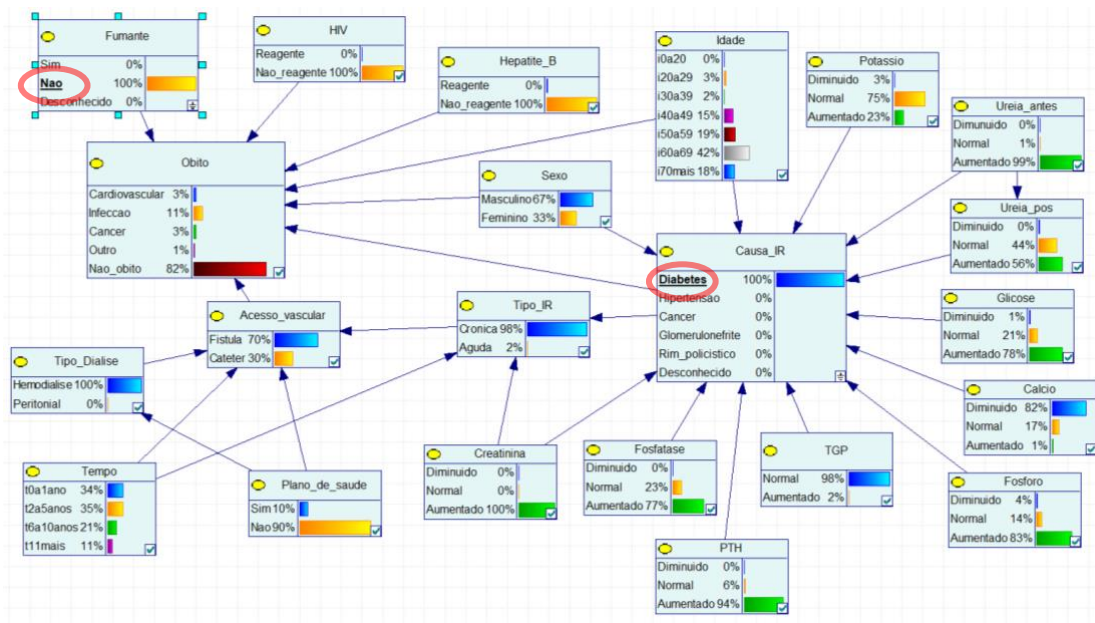 Fumante
Sim 0%
Nao 100%
Desconhecido 0%
HIV
Reagente 0%
Nao_reagente 100%
Hepatite_B
Reagente 0%
Nao_reagente 100%
Idade
i0a20 0%
i20a29 3%
i30a39 2%
i40a49 15%
i50a59 19%
i60a69 42%
i70mais 18%
Potassio
Diminuido 3%
Normal 75%
Aumentado 23%
Ureia_antes
Dimunuido 0%
Normal 1%
Aumentado 99%
Obito
Cardiovascular 3%
Infeccao 11%
Cancer 3%
Outro 1%
Nao_obito 82%
Sexo
Masculino 67%
Feminino 33%
Ureia_pos
Diminuido 0%
Normal 44%
Aumentado 56%
Causa_IR
Diabetes 100%
Hipertensao 0%
Cancer 0%
Glomerulonefrite 0%
Rim_policistico 0%
Desconhecido 0%
Acesso_vascular
Fistula 70%
Cateter 30%
Tipo_IR
Cronica 98%
Aguda 2%
Glicose
Diminuido 1%
Normal 21%
Aumentado 78%
Tipo_Dialise
Hemodialise 100%
Peritonial 0%
Calcio
Diminuido 82%
Normal 17%
Aumentado 1%
Tempo
t0a1ano 34%
t2a5anos 35%
t6a10anos 21%
t11mais 11%
Plano_de_saude
Sim 10%
Nao 90%
Creatinina
Diminuido 0%
Normal 0%
Aumentado 100%
Fosfatase
Diminuido 0%
Normal 23%
Aumentado 77%
TGP
Normal 98%
Aumentado 2%
Fosforo
Diminuido 4%
Normal 14%
Aumentado 83%
PTH
Diminuido 0%
Normal 6%
Aumentado 94%